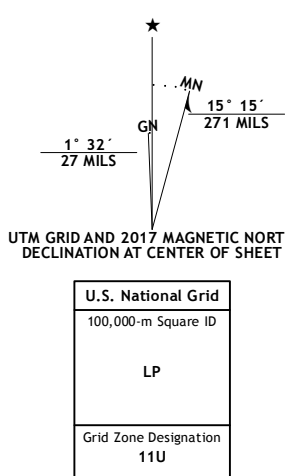 MN
GN
15° 15´
271 MILS
1° 32´
27 MILS
UTM GRID AND 2017 MAGNETIC NORT
DECLINATION AT CENTER OF SHEET
U.S. National Grid
100,000-m Square ID
LP
Grid Zone Designation
11U